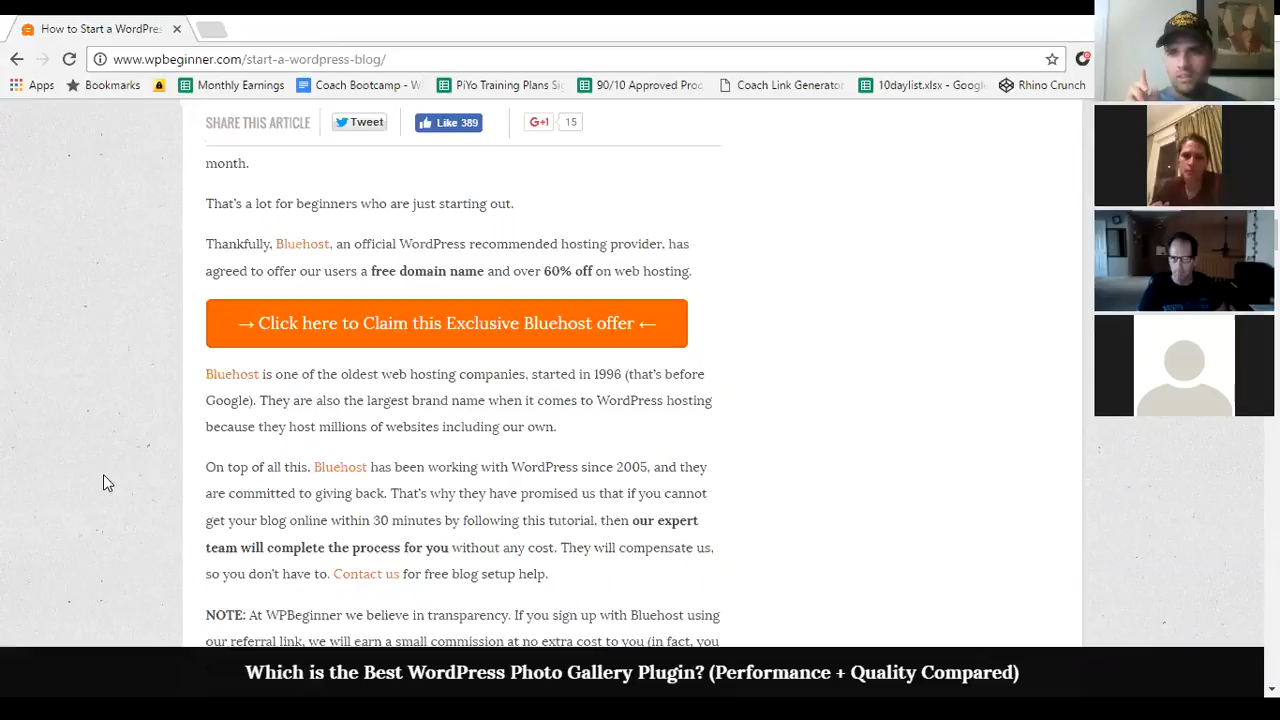 How to Start a WordPre
www.wpbeginner.com/start-a-wordpress-blog/
Apps Bookmarks Monthly Earnings Coach Bootcamp - W PiYo Training Plans Si 90/10 Approved Pro Coach Link Generator 10daylist.xlsx - Google Rhino Crunch
SHARE THIS ARTICLE Tweet Like 389 G+1 15
month.
That's a lot for beginners who are just starting out.
Thankfully, Bluehost, an official WordPress recommended hosting provider, has
agreed to offer our users a free domain name and over 60% off on web hosting.
→ Click here to Claim this Exclusive Bluehost offer ←
Bluehost is one of the oldest web hosting companies, started in 1996 (that's before
Google). They are also the largest brand name when it comes to WordPress hosting
because they host millions of websites including our own.
On top of all this, Bluehost has been working with WordPress since 2005, and they
are committed to giving back. That's why they have promised us that if you cannot
get your blog online within 30 minutes by following this tutorial, then our expert
team will complete the process for you without any cost. They will compensate us,
so you don't have to. Contact us for free blog setup help.
NOTE: At WPBeginner we believe in transparency. If you sign up with Bluehost using
our referral link, we will earn a small commission at no extra cost to you (in fact, you
Which is the Best WordPress Photo Gallery Plugin? (Performance + Quality Compared)